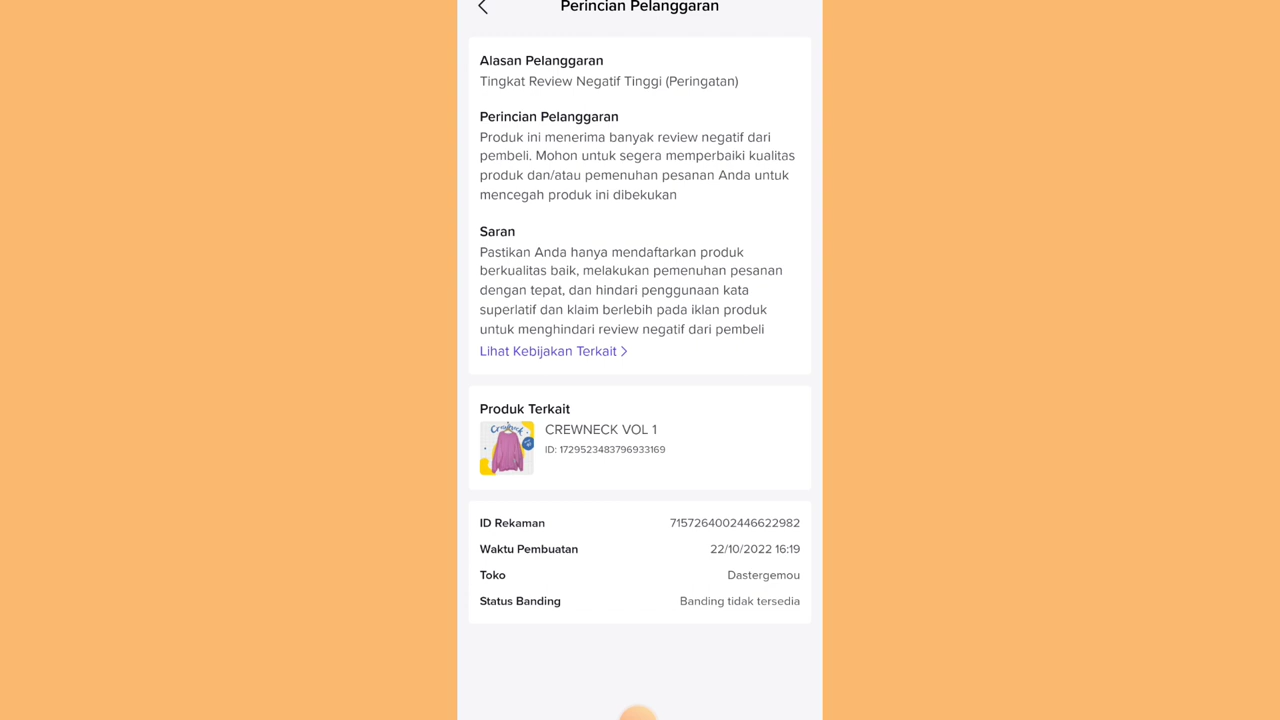 Perincian Pelanggaran
Alasan Pelanggaran
Tingkat Review Negatif Tinggi (Peringatan)
Perincian Pelanggaran
Produk ini menerima banyak review negatif dari
pembeli. Mohon untuk segera memperbaiki kualitas
produk dan/atau pemenuhan pesanan Anda untuk
mencegah produk ini dibekukan
Saran
Pastikan Anda hanya mendaftarkan produk
berkualitas baik, melakukan pemenuhan pesanan
dengan tepat, dan hindari penggunaan kata
superlatif dan klaim berlebih pada iklan produk
untuk menghindari review negatif dari pembeli
Lihat Kebijakan Terkait >
Produk Terkait
Crewneck
CREWNECK VOL 1
ID: 1729523483796933169
ID Rekaman 7157264002446622982
Waktu Pembuatan 22/10/2022 16:19
Toko Dastergemou
Status Banding Banding tidak tersedia